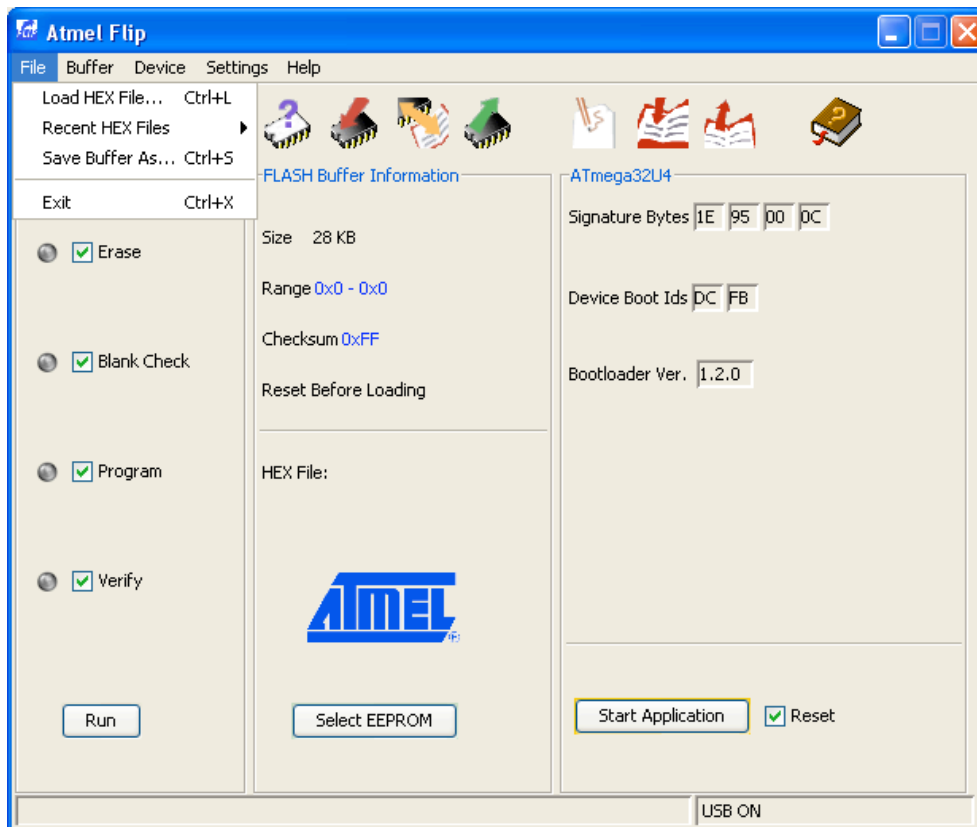 Atmel Flip
File Buffer Device Settings Help
Load HEX File... Ctrl+L
Recent HEX Files
Save Buffer As... Ctrl+S
Exit Ctrl+X
Erase
Blank Check
Program
Verify
Run
FLASH Buffer Information
Size 28 KB
Range 0x0 - 0x0
Checksum 0xFF
Reset Before Loading
HEX File:
ATMEL ®
Select EEPROM
ATmega32U4
Signature Bytes 1E 95 00 0C
Device Boot Ids DC FB
Bootloader Ver. 1.2.0
Start Application Reset
USB ON